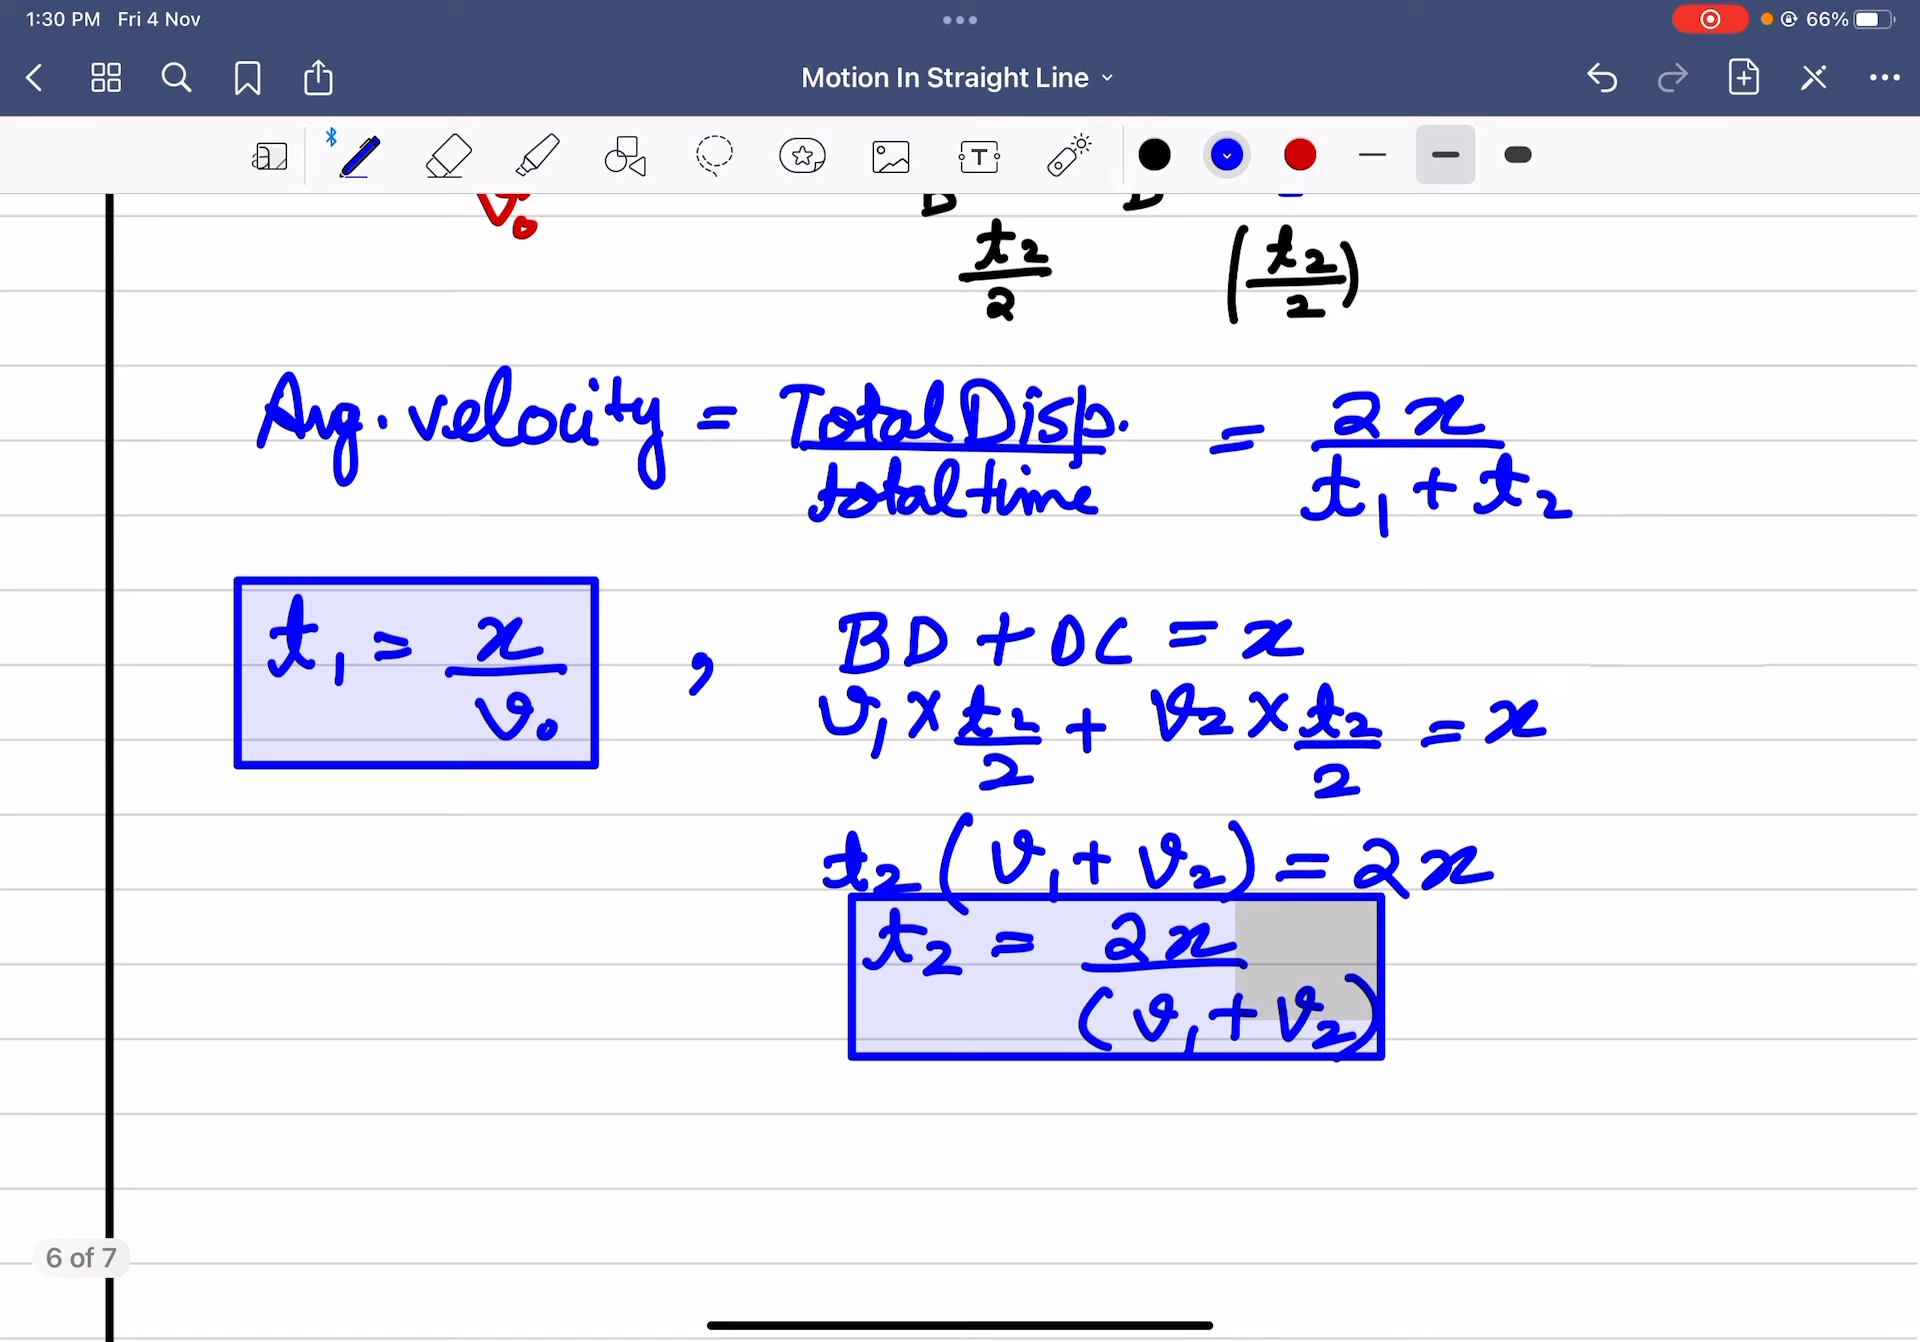 1:30 PM Fri 4 Nov
66%
Motion In Straight Line
T
v₀
t₂/2
(t₂/2)
Avg. velocity = Total Disp./total time = 2x/(t₁ + t₂)
t₁ = x/v₀ , BD + DC = x
v₁ × t₂/2 + v₂ × t₂/2 = x
t₂ (v₁ + v₂) = 2x
t₂ = 2x/(v₁ + v₂)
6 of 7